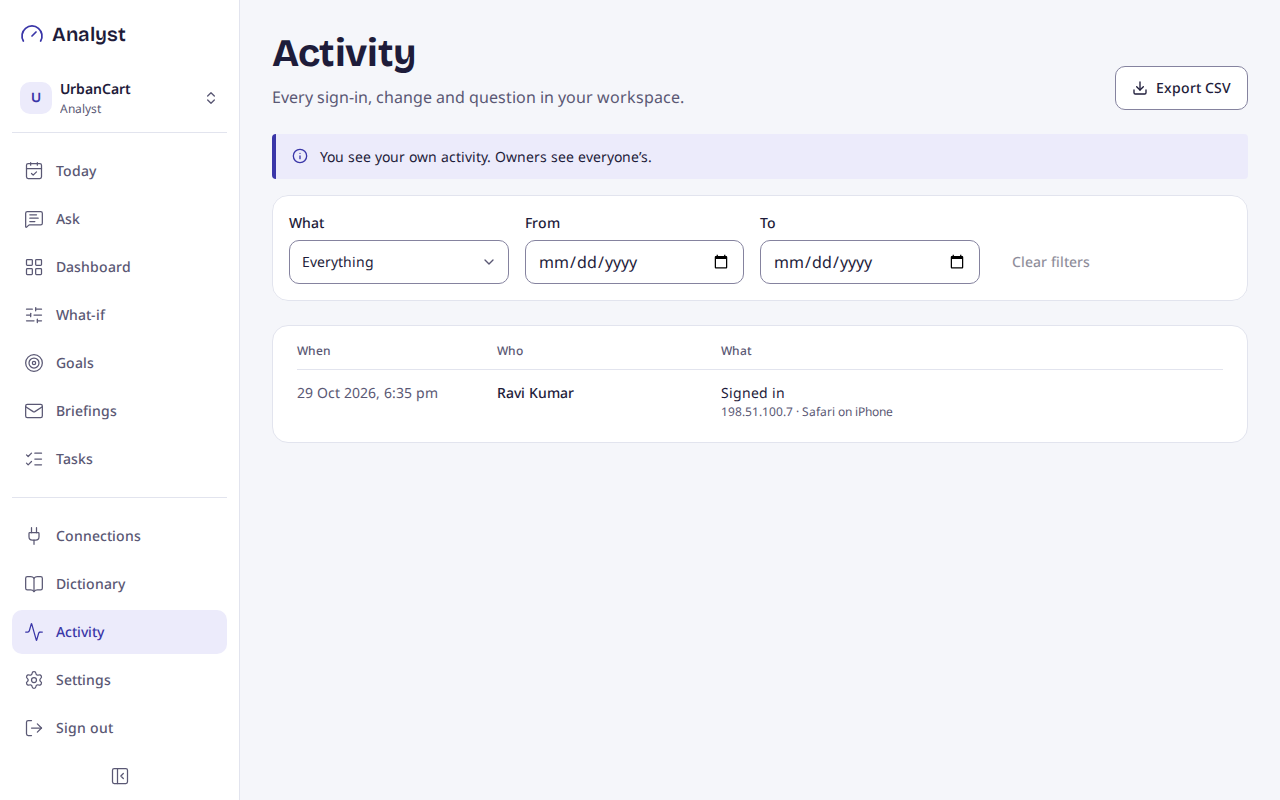 Analyst
U
UrbanCart
Analyst
Today
Ask
Dashboard
What-if
Goals
Briefings
Tasks
Connections
Dictionary
Activity
Settings
Sign out
Activity
Every sign-in, change and question in your workspace.
Export CSV
You see your own activity. Owners see everyone’s.
What From To
Everything mm/dd/yyyy mm/dd/yyyy Clear filters
When Who What
29 Oct 2026, 6:35 pm Ravi Kumar Signed in
198.51.100.7 · Safari on iPhone